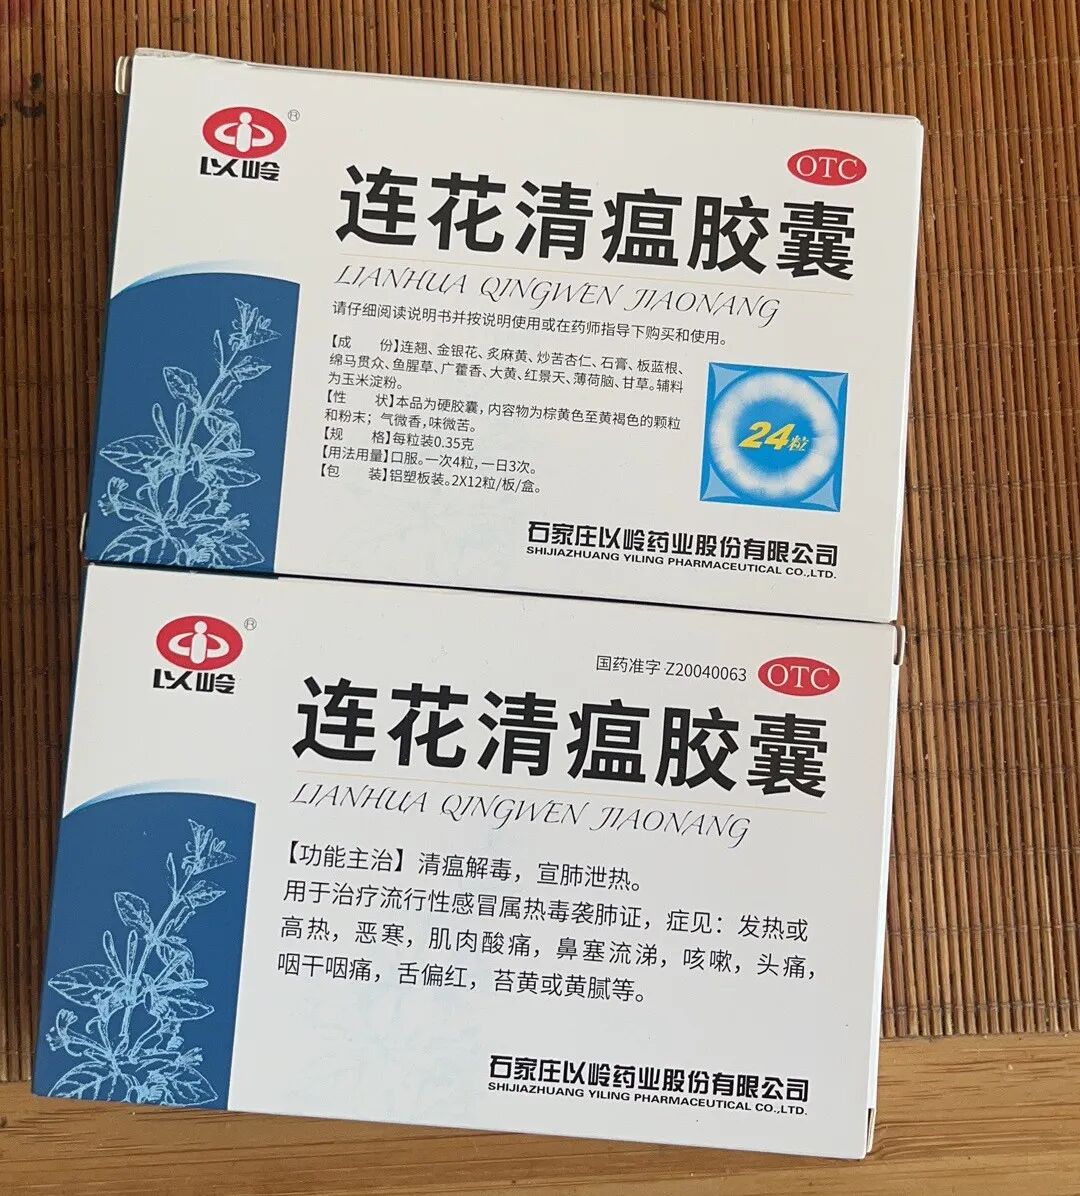 以岭
®
OTC
连花清瘟胶囊
LIANHUA QINGWEN JIAONANG
请仔细阅读说明书并按说明使用或在药师指导下购买和使用。
【成　份】连翘、金银花、炙麻黄、炒苦杏仁、石膏、板蓝根、
绵马贯众、鱼腥草、广藿香、大黄、红景天、薄荷脑、甘草。辅料
为玉米淀粉。
【性　状】本品为硬胶囊，内容物为棕黄色至黄褐色的颗粒
和粉末；气微香，味微苦。
【规　格】每粒装0.35克
【用法用量】口服。一次4粒，一日3次。
【包　装】铝塑板装。2X12粒/板/盒。
24粒
石家庄以岭药业股份有限公司
SHIJIAZHUANG YILING PHARMACEUTICAL CO.,LTD.
以岭
®
国药准字 Z20040063
OTC
连花清瘟胶囊
LIANHUA QINGWEN JIAONANG
【功能主治】清瘟解毒，宣肺泄热。
用于治疗流行性感冒属热毒袭肺证，症见：发热或
高热，恶寒，肌肉酸痛，鼻塞流涕，咳嗽，头痛，
咽干咽痛，舌偏红，苔黄或黄腻等。
石家庄以岭药业股份有限公司
SHIJIAZHUANG YILING PHARMACEUTICAL CO.,LTD.